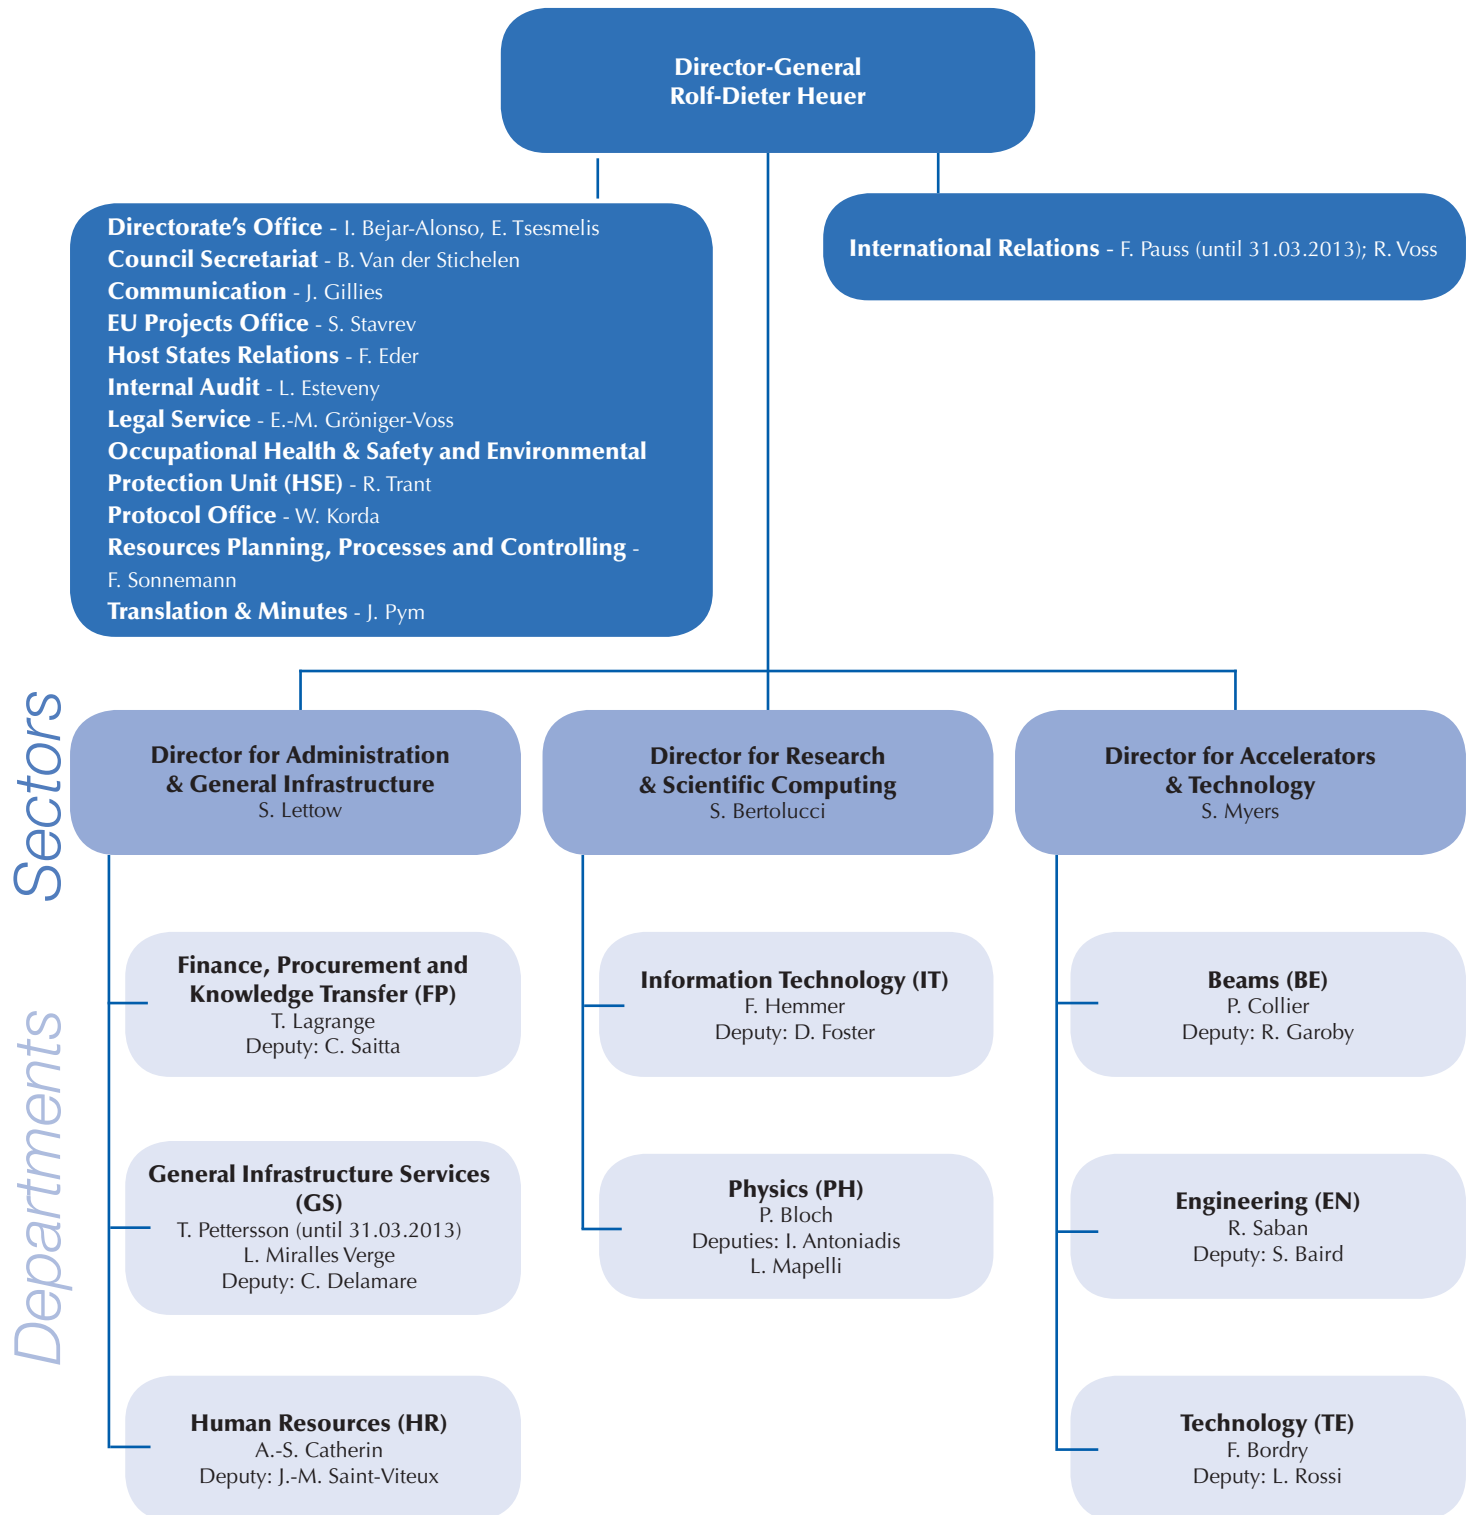 Director-General
Rolf-Dieter Heuer
Directorate’s Office - I. Bejar-Alonso, E. Tsesmelis
Council Secretariat - B. Van der Stichelen
Communication - J. Gillies
EU Projects Office - S. Stavrev
Host States Relations - F. Eder
Internal Audit - L. Esteveny
Legal Service - E.-M. Gröniger-Voss
Occupational Health & Safety and Environmental
Protection Unit (HSE) - R. Trant
Protocol Office - W. Korda
Resources Planning, Processes and Controlling -
F. Sonnemann
Translation & Minutes - J. Pym
International Relations - F. Pauss (until 31.03.2013); R. Voss
Sectors
Director for Administration
& General Infrastructure
S. Lettow
Director for Research
& Scientific Computing
S. Bertolucci
Director for Accelerators
& Technology
S. Myers
Departments
Finance, Procurement and
Knowledge Transfer (FP)
T. Lagrange
Deputy: C. Saitta
General Infrastructure Services
(GS)
T. Pettersson (until 31.03.2013)
L. Miralles Verge
Deputy: C. Delamare
Human Resources (HR)
A.-S. Catherin
Deputy: J.-M. Saint-Viteux
Information Technology (IT)
F. Hemmer
Deputy: D. Foster
Physics (PH)
P. Bloch
Deputies: I. Antoniadis
L. Mapelli
Beams (BE)
P. Collier
Deputy: R. Garoby
Engineering (EN)
R. Saban
Deputy: S. Baird
Technology (TE)
F. Bordry
Deputy: L. Rossi